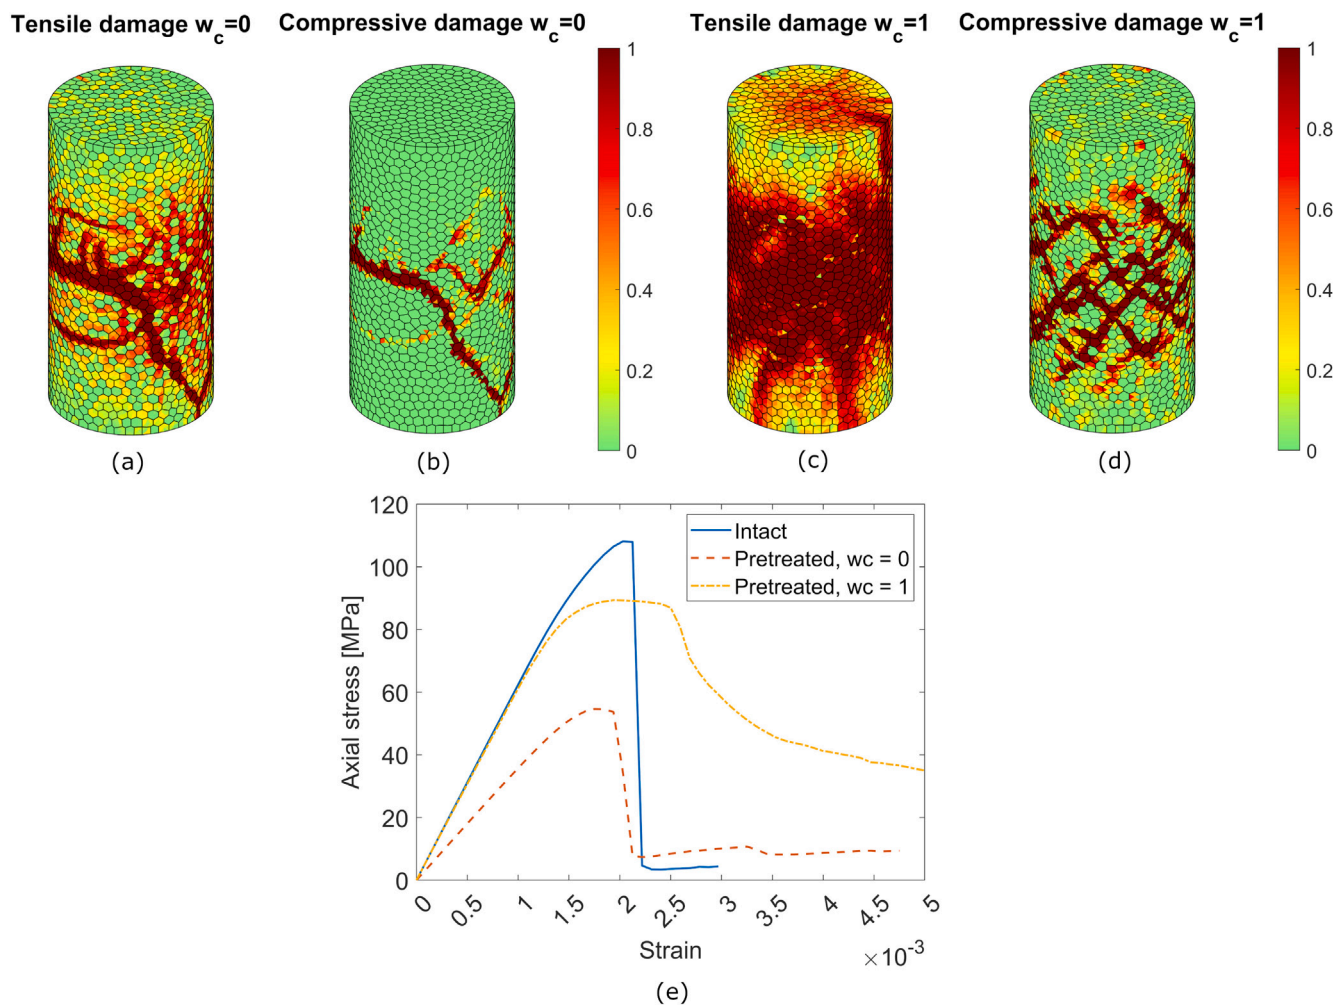 Tensile damage w_c=0
Compressive damage w_c=0
Tensile damage w_c=1
Compressive damage w_c=1
1
0.8
0.6
0.4
0.2
0
1
0.8
0.6
0.4
0.2
0
(a)
(b)
(c)
(d)
120
100
80
60
40
20
0
Axial stress [MPa]
Intact
Pretreated, wc = 0
Pretreated, wc = 1
0 0.5 1 1.5 2 2.5 3 3.5 4 4.5 5
Strain
×10^-3
(e)